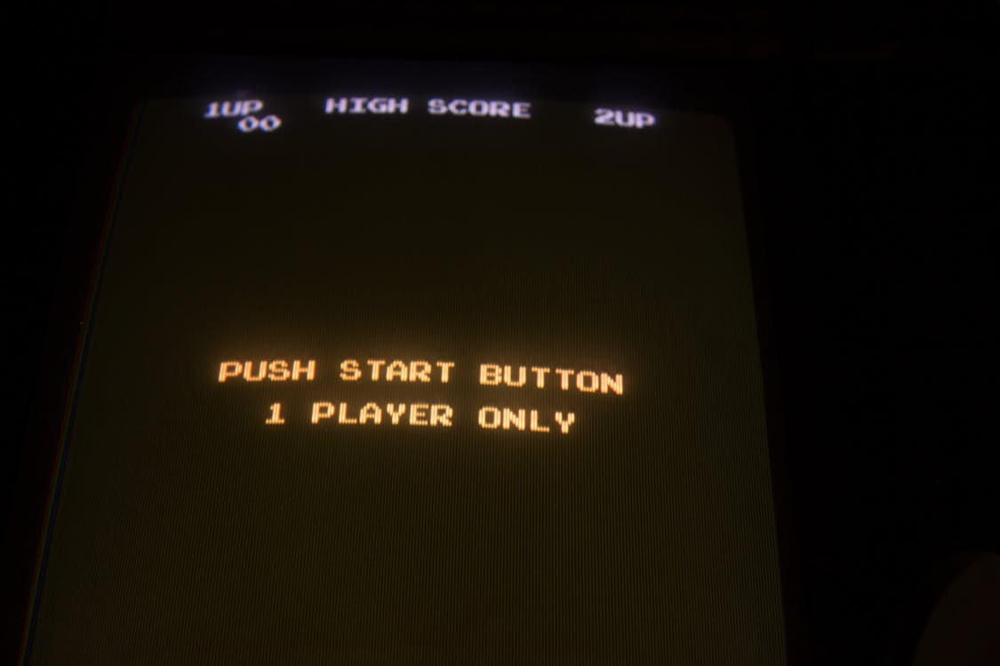 1UP HIGH SCORE 2UP
00
PUSH START BUTTON
1 PLAYER ONLY